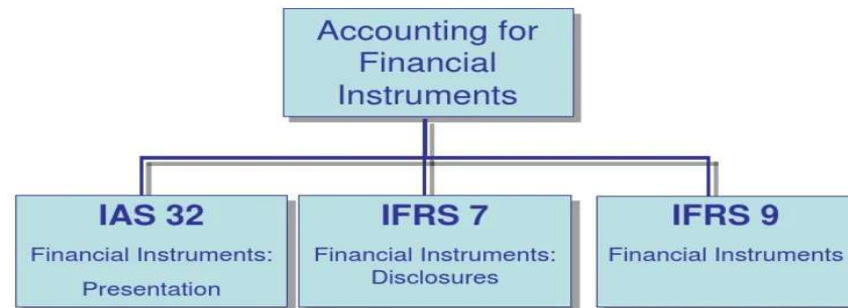 Accounting for
Financial
Instruments
IAS 32
Financial Instruments:
Presentation
IFRS 7
Financial Instruments:
Disclosures
IFRS 9
Financial Instruments